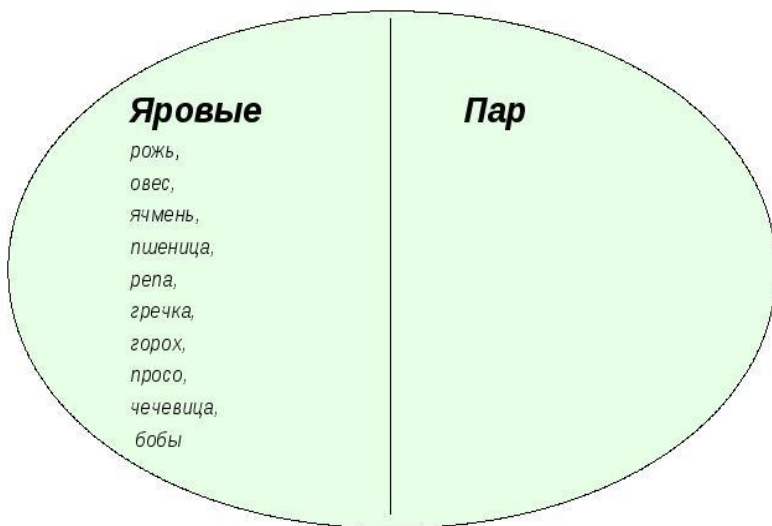 Яровые
рожь,
овес,
ячмень,
пшеница,
репа,
гречка,
горох,
просо,
чечевица,
бобы
Пар